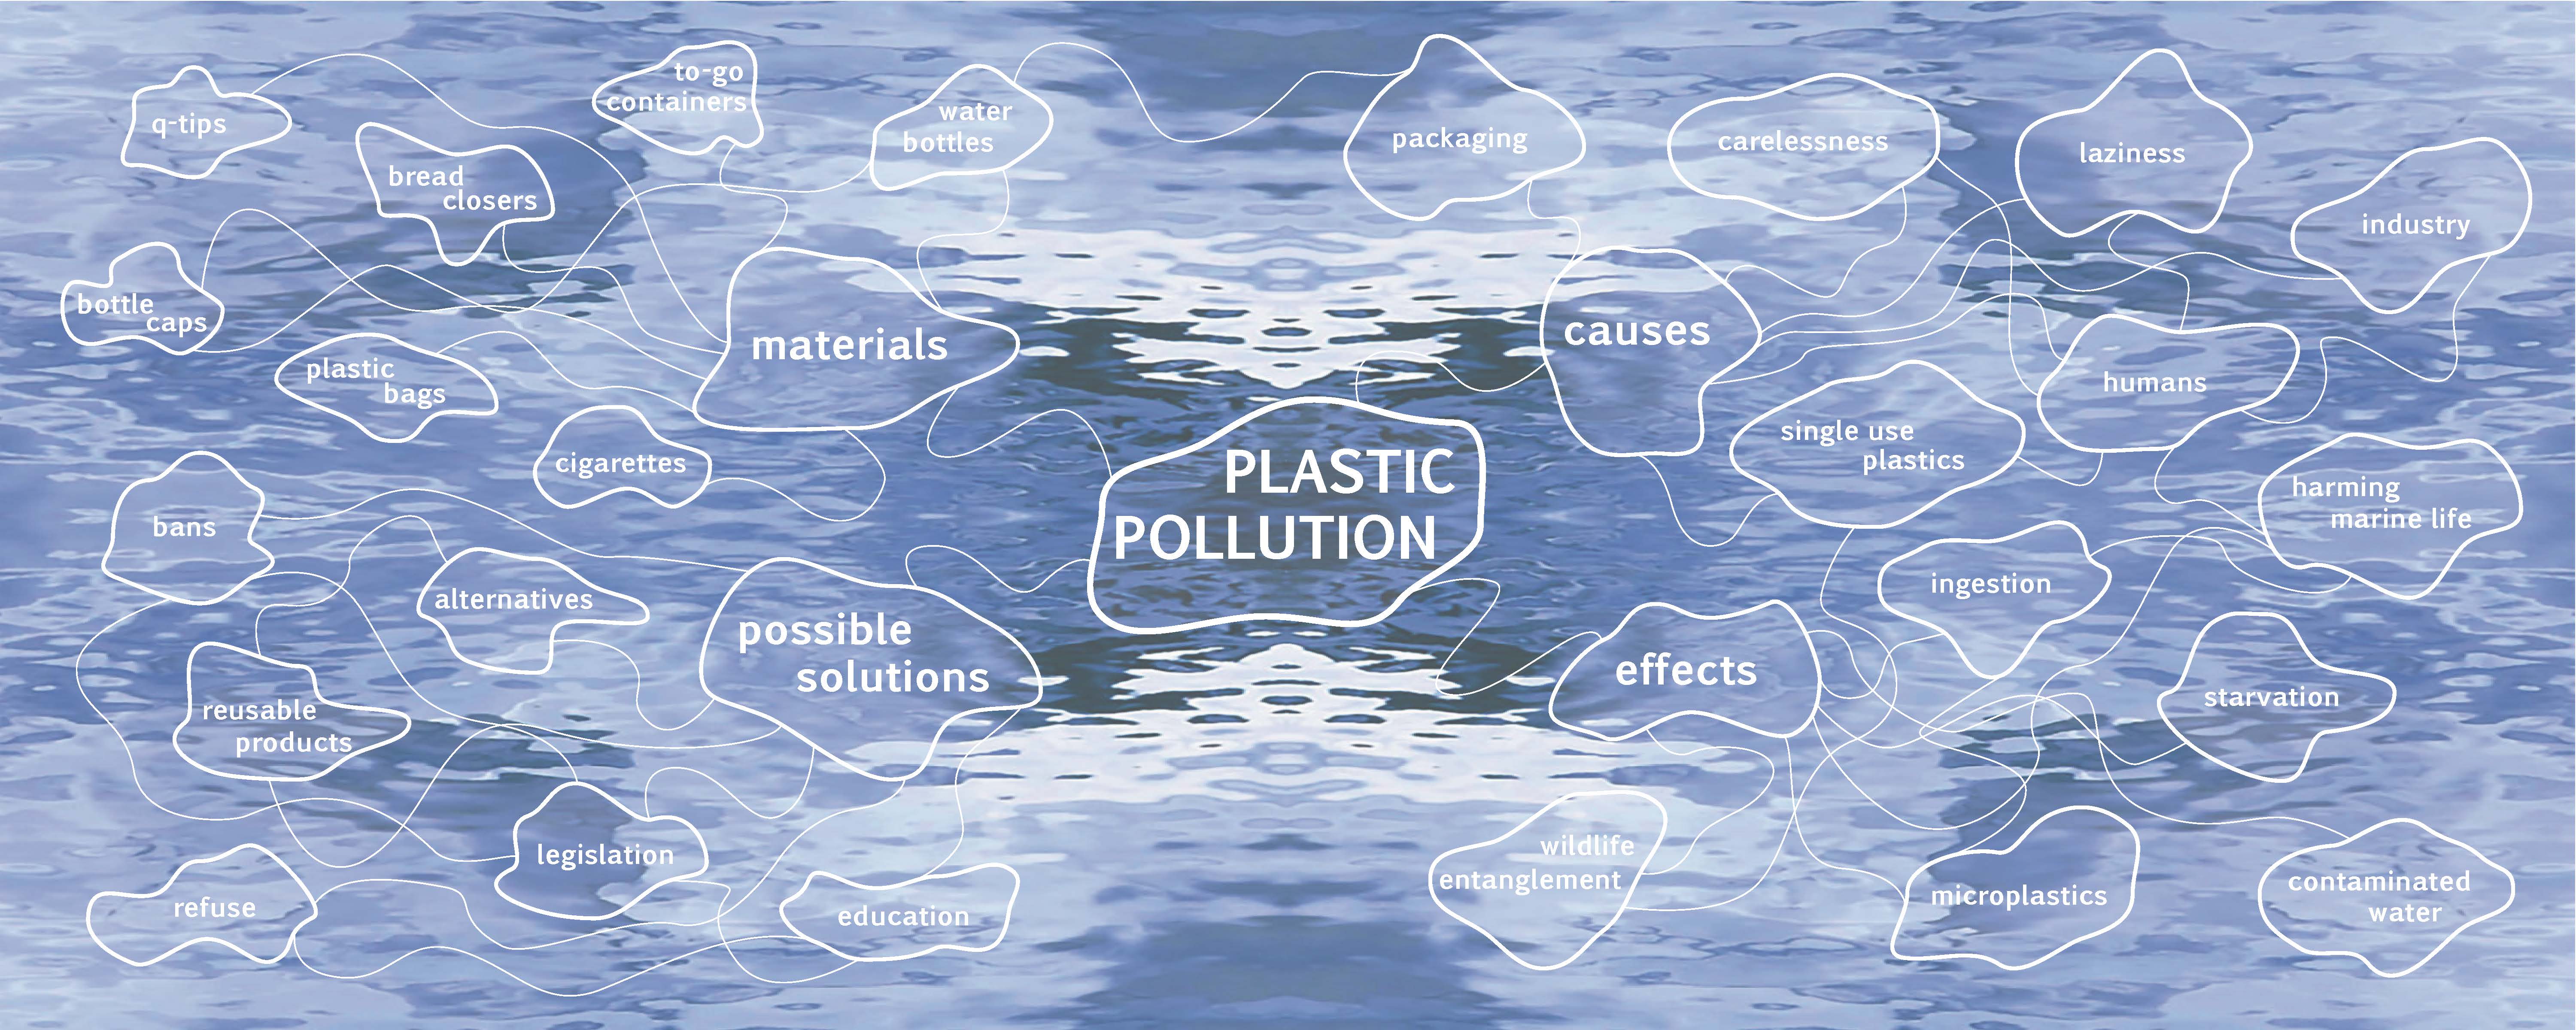 q-tips
bread
closers
to-go
containers
water
bottles
bottle
caps
plastic
bags
cigarettes
materials
packaging
carelessness
laziness
industry
causes
humans
single use
plastics
PLASTIC
POLLUTION
bans
alternatives
reusable
products
possible
solutions
refuse
legislation
education
effects
harming
marine life
ingestion
starvation
wildlife
entanglement
microplastics
contaminated
water